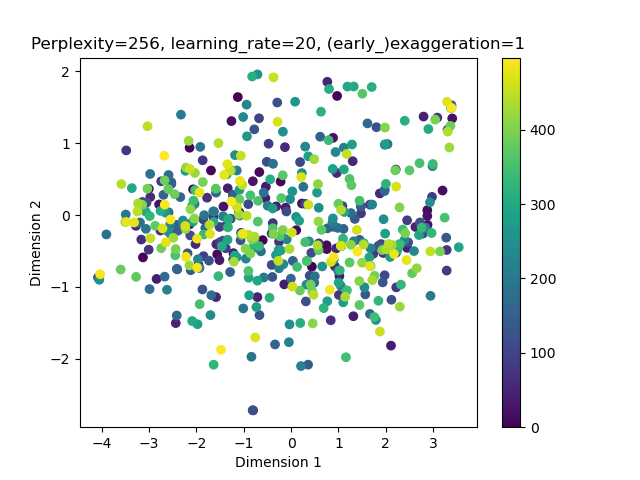 Perplexity=256, learning_rate=20, (early_)exaggeration=1
2
1
0
−1
−2
Dimension 2
−4 −3 −2 −1 0 1 2 3
Dimension 1
400
300
200
100
0